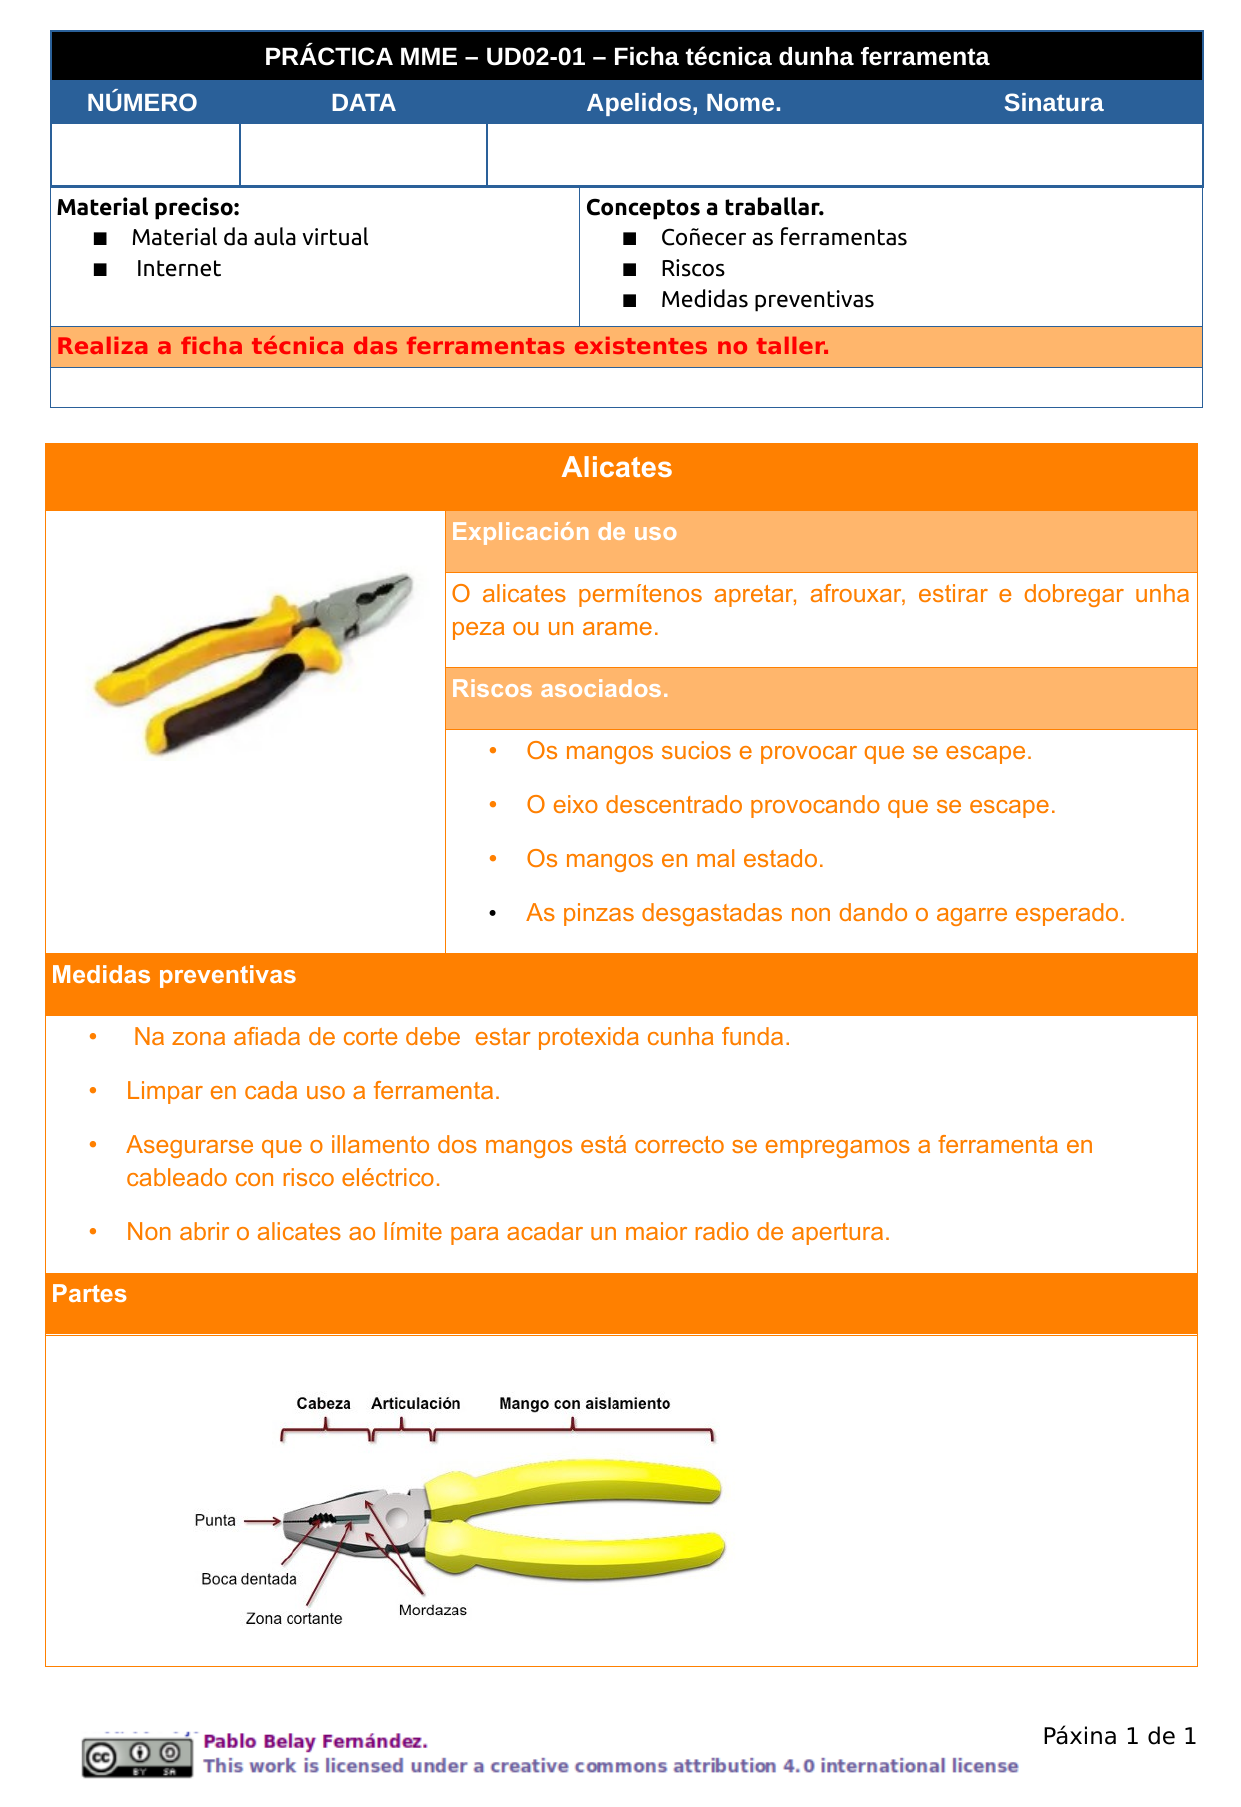 PRÁCTICA MME – UD02-01 – Ficha técnica dunha ferramenta
NÚMERO DATA Apelidos, Nome. Sinatura
Material preciso:
■ Material da aula virtual
■ Internet
Conceptos a traballar.
■ Coñecer as ferramentas
■ Riscos
■ Medidas preventivas
Realiza a ficha técnica das ferramentas existentes no taller.
Alicates
Explicación de uso
O alicates permítenos apretar, afrouxar, estirar e dobregar unha
peza ou un arame.
Riscos asociados.
• Os mangos sucios e provocar que se escape.
• O eixo descentrado provocando que se escape.
• Os mangos en mal estado.
• As pinzas desgastadas non dando o agarre esperado.
Medidas preventivas
• Na zona afiada de corte debe estar protexida cunha funda.
• Limpar en cada uso a ferramenta.
• Asegurarse que o illamento dos mangos está correcto se empregamos a ferramenta en
cableado con risco eléctrico.
• Non abrir o alicates ao límite para acadar un maior radio de apertura.
Partes
Cabeza Articulación Mango con aislamiento
Punta
Boca dentada
Mordazas
Zona cortante
Páxina 1 de 1
Pablo Belay Fernández.
cc BY SA
This work is licensed under a creative commons attribution 4.0 international license